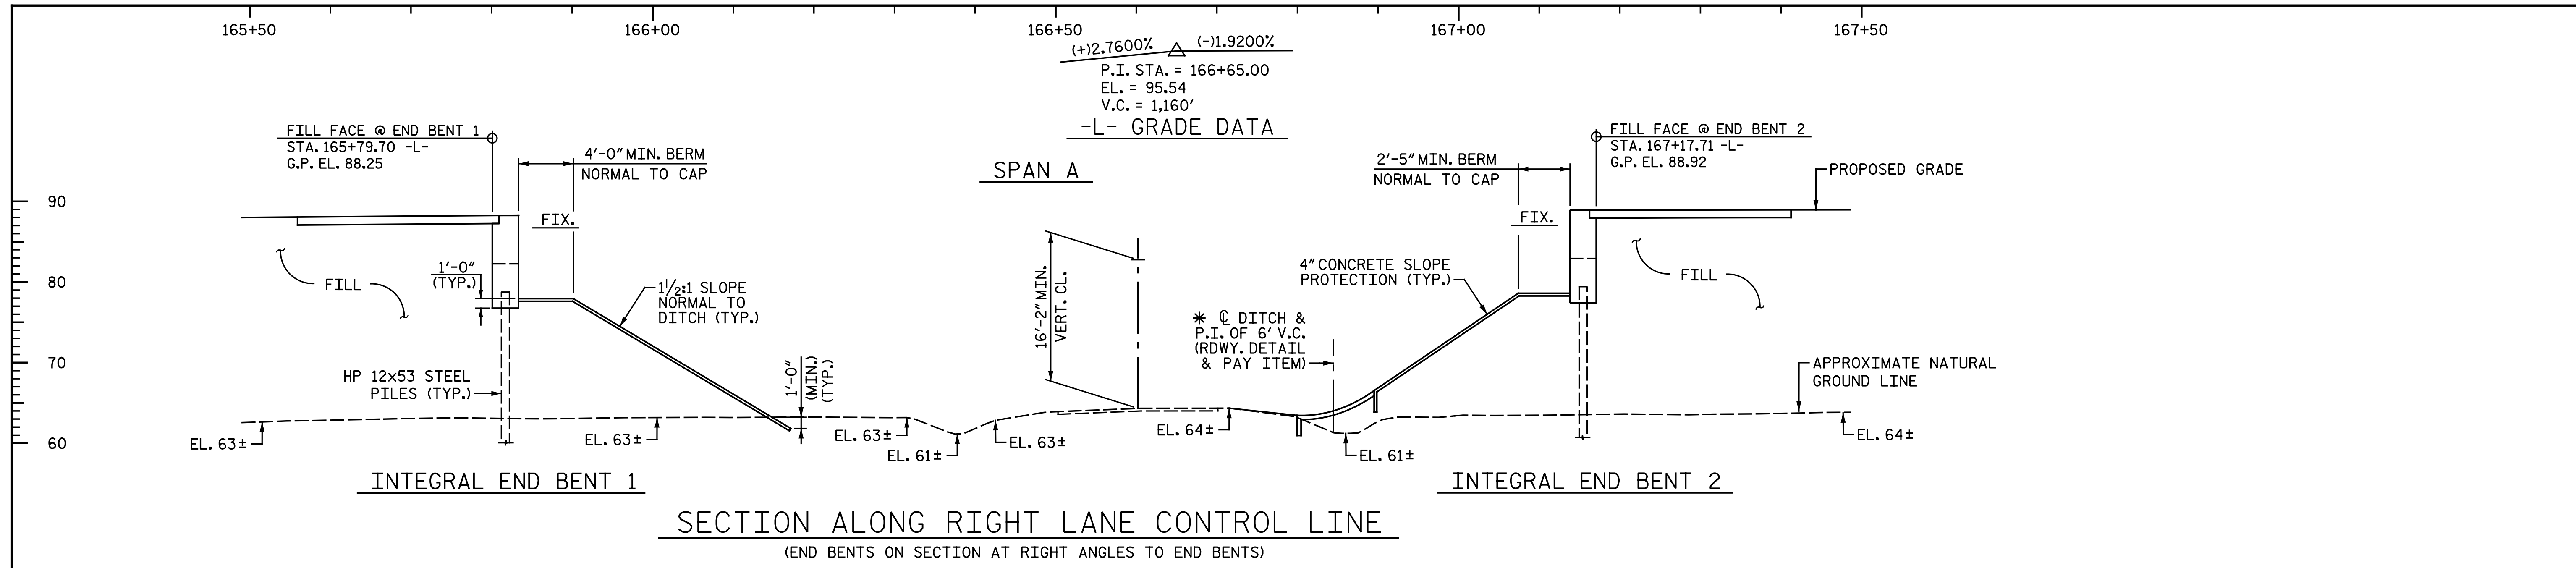 165+50
166+00
166+50
167+00
167+50
(+)2.7600%
(-)1.9200%
P.I. STA. = 166+65.00
EL. = 95.54
V.C. = 1,160'
-L- GRADE DATA
FILL FACE @ END BENT 1
STA. 165+79.70 -L-
G.P. EL. 88.25
4'-0" MIN. BERM
NORMAL TO CAP
SPAN A
2'-5" MIN. BERM
NORMAL TO CAP
FILL FACE @ END BENT 2
STA. 167+17.71 -L-
G.P. EL. 88.92
PROPOSED GRADE
90
80
70
60
FIX.
FIX.
FILL
1'-0"
(TYP.)
1½:1 SLOPE
NORMAL TO
DITCH (TYP.)
16'-2" MIN.
VERT. CL.
4" CONCRETE SLOPE
PROTECTION (TYP.)
FILL
* ℄ DITCH &
P.I. OF 6' V.C.
(RDWY. DETAIL
& PAY ITEM)
HP 12x53 STEEL
PILES (TYP.)
1'-0"
(MIN.)
(TYP.)
APPROXIMATE NATURAL
GROUND LINE
EL. 63±
EL. 63±
EL. 63±
EL. 61±
EL. 63±
EL. 64±
EL. 61±
EL. 64±
INTEGRAL END BENT 1
INTEGRAL END BENT 2
SECTION ALONG RIGHT LANE CONTROL LINE
(END BENTS ON SECTION AT RIGHT ANGLES TO END BENTS)